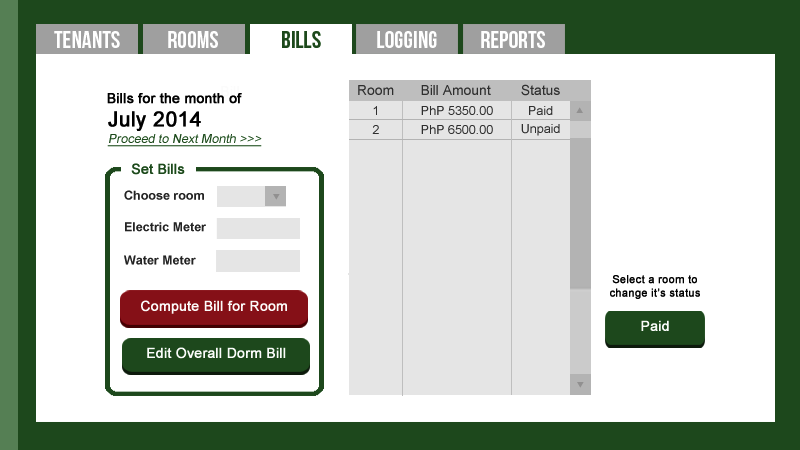 TENANTS ROOMS BILLS LOGGING REPORTS
Bills for the month of
July 2014
Proceed to Next Month >>>
Set Bills
Choose room
Electric Meter
Water Meter
Compute Bill for Room
Edit Overall Dorm Bill
Room Bill Amount Status
1 PhP 5350.00 Paid
2 PhP 6500.00 Unpaid
Select a room to
change it's status
Paid